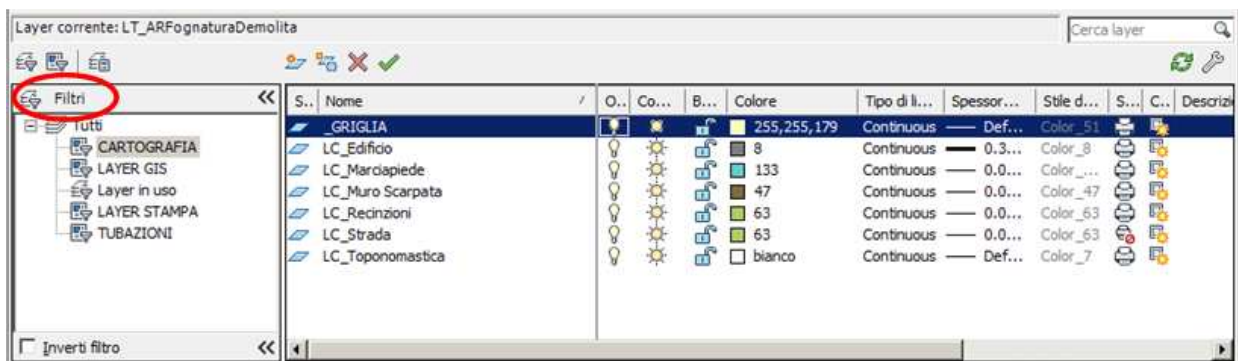 Layer corrente: LT_ARFognaturaDemolita
Cerca layer
Filtri
Tutti
CARTOGRAFIA
LAYER GIS
Layer in uso
LAYER STAMPA
TUBAZIONI
Inverti filtro
S.. Nome O.. Co... B... Colore Tipo di li... Spessor... Stile d... S... C... Descrizi
_GRIGLIA 255,255,179 Continuous Def... Color_51
LC_Edificio 8 Continuous 0.3... Color_8
LC_Marciapiede 133 Continuous 0.0... Color_...
LC_Muro Scarpata 47 Continuous 0.0... Color_47
LC_Recinzioni 63 Continuous 0.0... Color_63
LC_Strada 63 Continuous 0.0... Color_63
LC_Toponomastica bianco Continuous Def... Color_7